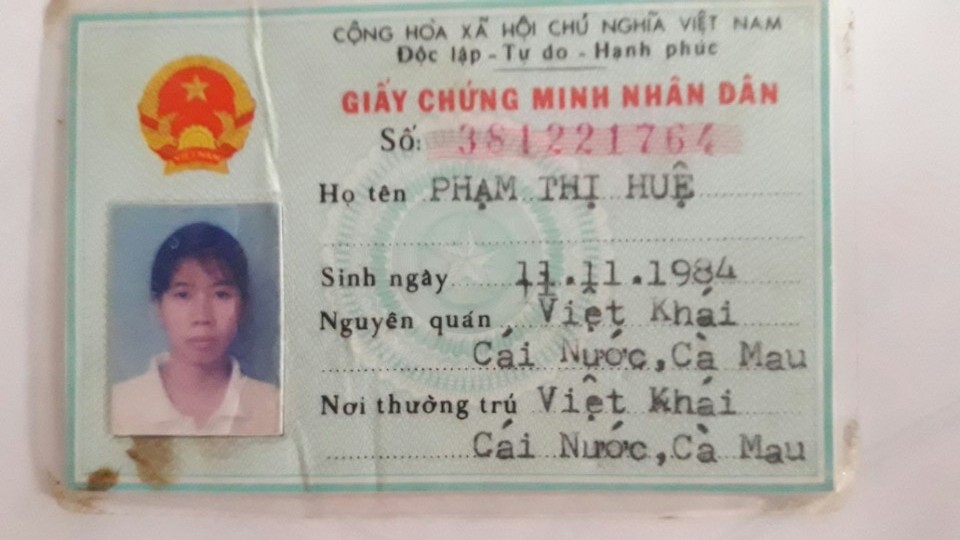 CỘNG HÒA XÃ HỘI CHỦ NGHĨA VIỆT NAM
Độc lập - Tự do - Hạnh phúc
GIẤY CHỨNG MINH NHÂN DÂN
Số: 381221764
Họ tên PHẠM THỊ HUỆ
Sinh ngày 11.11.1984
Nguyên quán Việt Khái
Cái Nước, Cà Mau
Nơi thường trú Việt Khái
Cái Nước, Cà Mau
VIỆT NAM